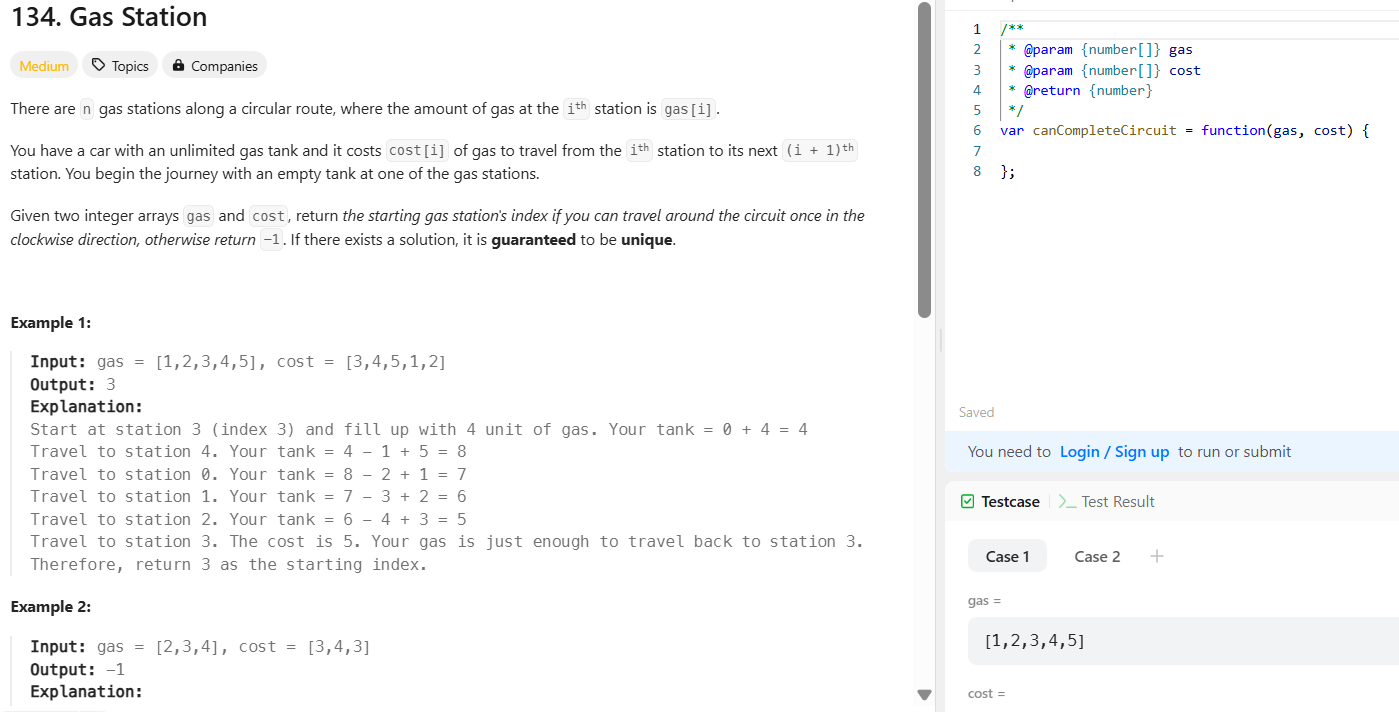 134. Gas Station
Medium Topics Companies
There are n gas stations along a circular route, where the amount of gas at the ith station is gas[i].
You have a car with an unlimited gas tank and it costs cost[i] of gas to travel from the ith station to its next (i + 1)th
station. You begin the journey with an empty tank at one of the gas stations.
Given two integer arrays gas and cost, return the starting gas station's index if you can travel around the circuit once in the
clockwise direction, otherwise return -1. If there exists a solution, it is guaranteed to be unique.
Example 1:
Input: gas = [1,2,3,4,5], cost = [3,4,5,1,2]
Output: 3
Explanation:
Start at station 3 (index 3) and fill up with 4 unit of gas. Your tank = 0 + 4 = 4
Travel to station 4. Your tank = 4 - 1 + 5 = 8
Travel to station 0. Your tank = 8 - 2 + 1 = 7
Travel to station 1. Your tank = 7 - 3 + 2 = 6
Travel to station 2. Your tank = 6 - 4 + 3 = 5
Travel to station 3. The cost is 5. Your gas is just enough to travel back to station 3.
Therefore, return 3 as the starting index.
Example 2:
Input: gas = [2,3,4], cost = [3,4,3]
Output: -1
Explanation:
1 /**
2 * @param {number[]} gas
3 * @param {number[]} cost
4 * @return {number}
5 */
6 var canCompleteCircuit = function(gas, cost) {
7
8 };
Saved
You need to Login / Sign up to run or submit
Testcase >_ Test Result
Case 1 Case 2 +
gas =
[1,2,3,4,5]
cost =